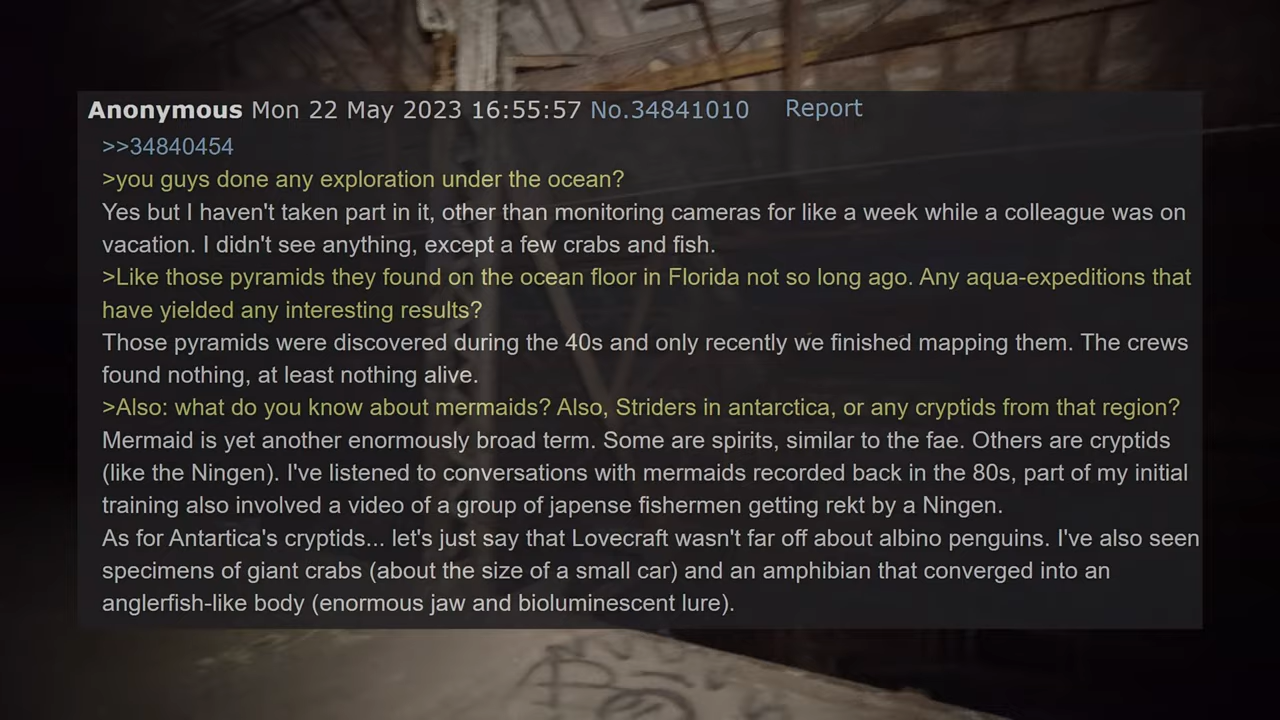 Anonymous Mon 22 May 2023 16:55:57 No.34841010 Report
>>34840454
>you guys done any exploration under the ocean?
Yes but I haven't taken part in it, other than monitoring cameras for like a week while a colleague was on
vacation. I didn't see anything, except a few crabs and fish.
>Like those pyramids they found on the ocean floor in Florida not so long ago. Any aqua-expeditions that
have yielded any interesting results?
Those pyramids were discovered during the 40s and only recently we finished mapping them. The crews
found nothing, at least nothing alive.
>Also: what do you know about mermaids? Also, Striders in antarctica, or any cryptids from that region?
Mermaid is yet another enormously broad term. Some are spirits, similar to the fae. Others are cryptids
(like the Ningen). I've listened to conversations with mermaids recorded back in the 80s, part of my initial
training also involved a video of a group of japense fishermen getting rekt by a Ningen.
As for Antartica's cryptids... let's just say that Lovecraft wasn't far off about albino penguins. I've also seen
specimens of giant crabs (about the size of a small car) and an amphibian that converged into an
anglerfish-like body (enormous jaw and bioluminescent lure).